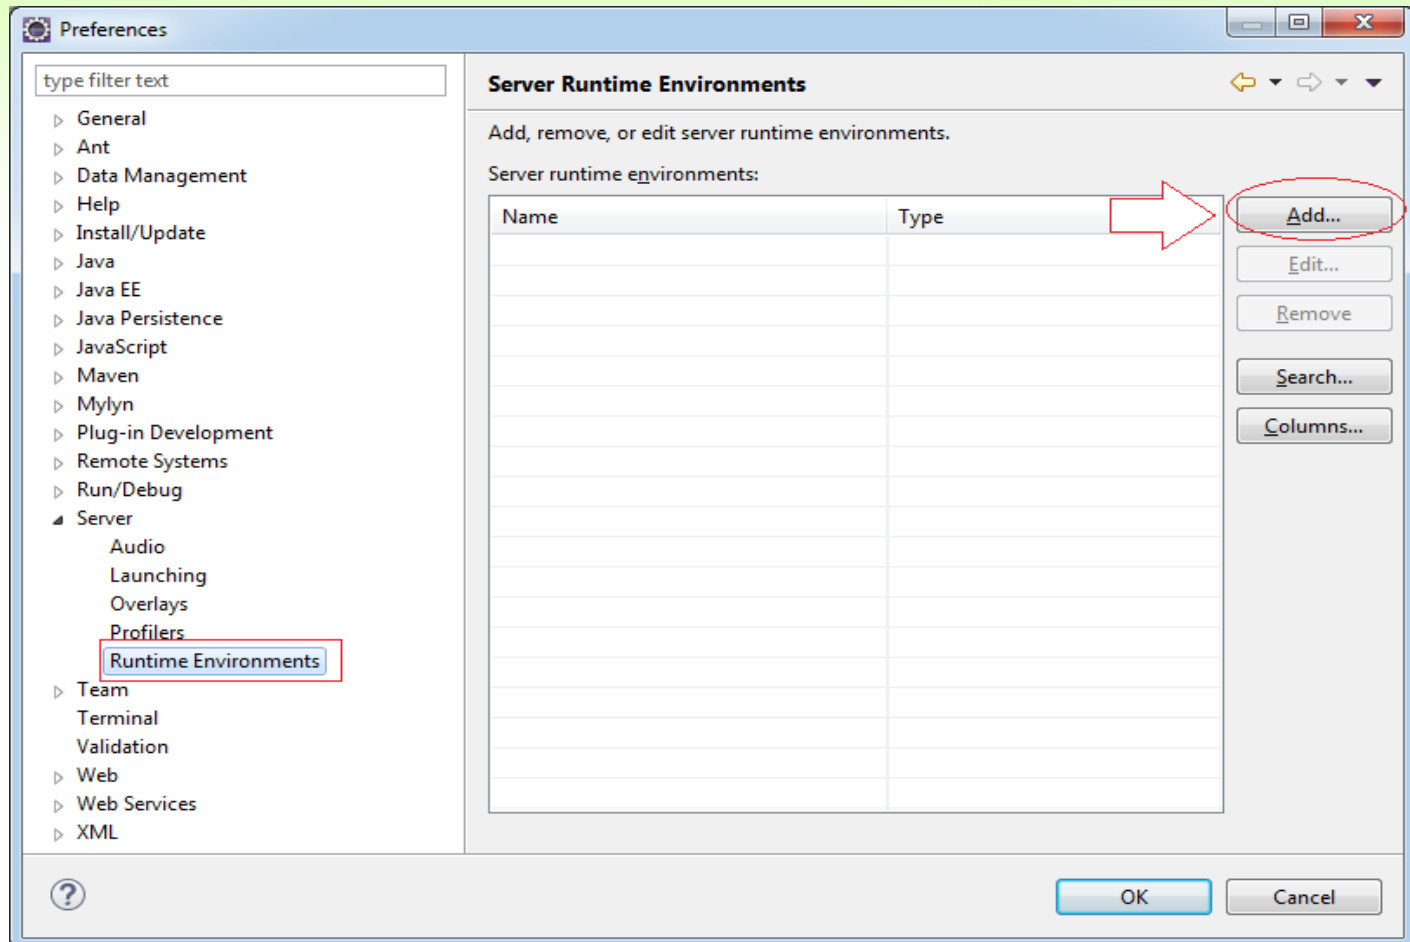 Preferences
type filter text
General
Ant
Data Management
Help
Install/Update
Java
Java EE
Java Persistence
JavaScript
Maven
Mylyn
Plug-in Development
Remote Systems
Run/Debug
Server
Audio
Launching
Overlays
Profilers
Runtime Environments
Team
Terminal
Validation
Web
Web Services
XML
Server Runtime Environments
Add, remove, or edit server runtime environments.
Server runtime environments:
Name Type
Add...
Edit...
Remove
Search...
Columns...
?
OK Cancel